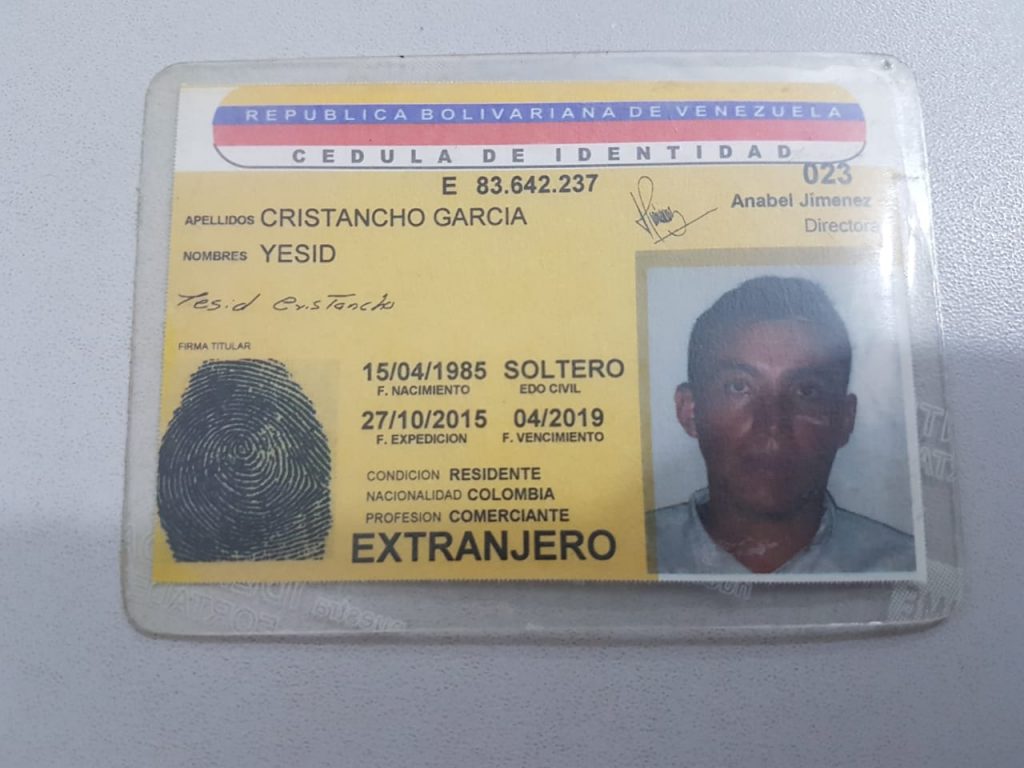 REPUBLICA BOLIVARIANA DE VENEZUELA
CEDULA DE IDENTIDAD
E 83.642.237
023
Anabel Jimenez
Directora
APELLIDOS CRISTANCHO GARCIA
NOMBRES YESID
Yesid Cristancho
FIRMA TITULAR
15/04/1985 SOLTERO
F. NACIMIENTO EDO CIVIL
27/10/2015 04/2019
F. EXPEDICION F. VENCIMIENTO
CONDICION RESIDENTE
NACIONALIDAD COLOMBIA
PROFESION COMERCIANTE
EXTRANJERO